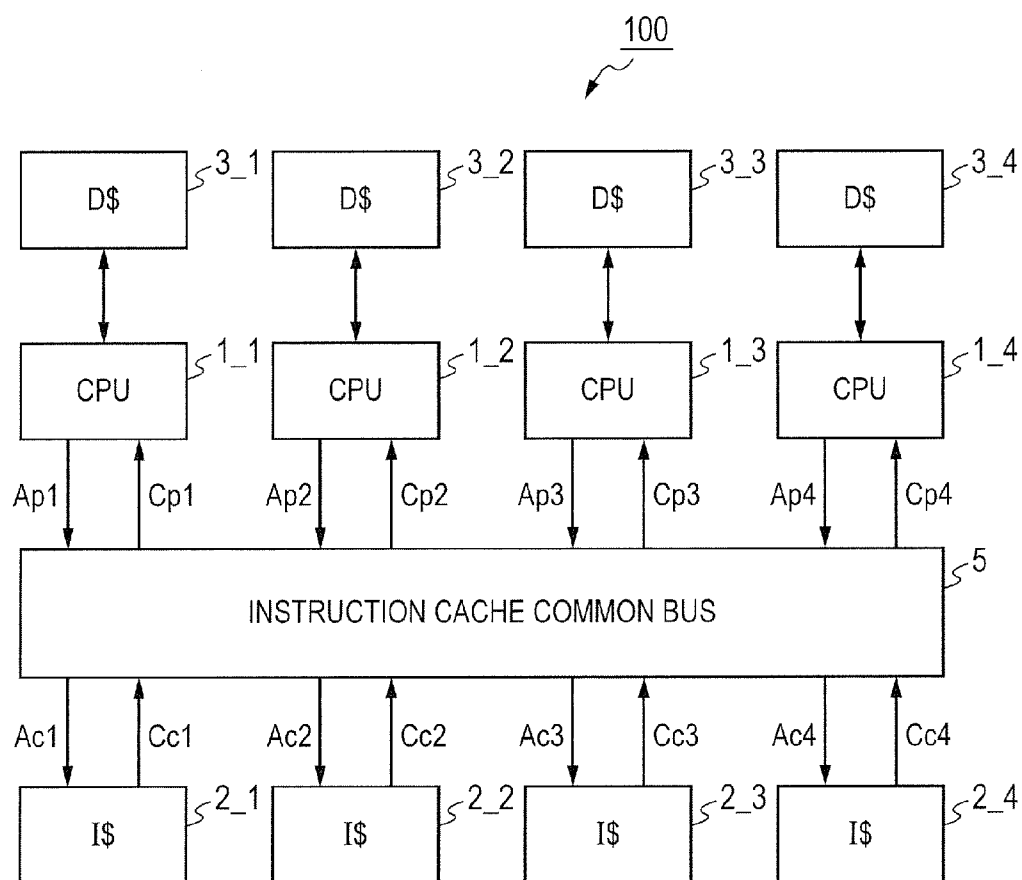 100
3_1 3_2 3_3 3_4
D$ D$ D$ D$
1_1 1_2 1_3 1_4
CPU CPU CPU CPU
Ap1 Cp1 Ap2 Cp2 Ap3 Cp3 Ap4 Cp4
5
INSTRUCTION CACHE COMMON BUS
Ac1 Cc1 Ac2 Cc2 Ac3 Cc3 Ac4 Cc4
2_1 2_2 2_3 2_4
I$ I$ I$ I$